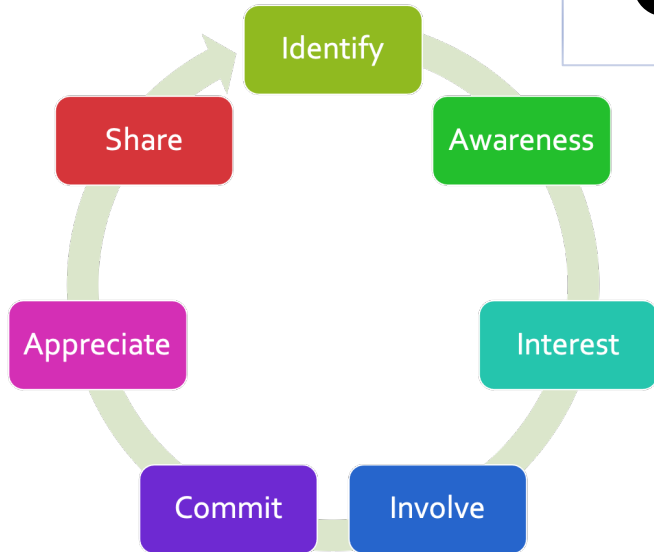 Identify
Awareness
Interest
Involve
Commit
Appreciate
Share